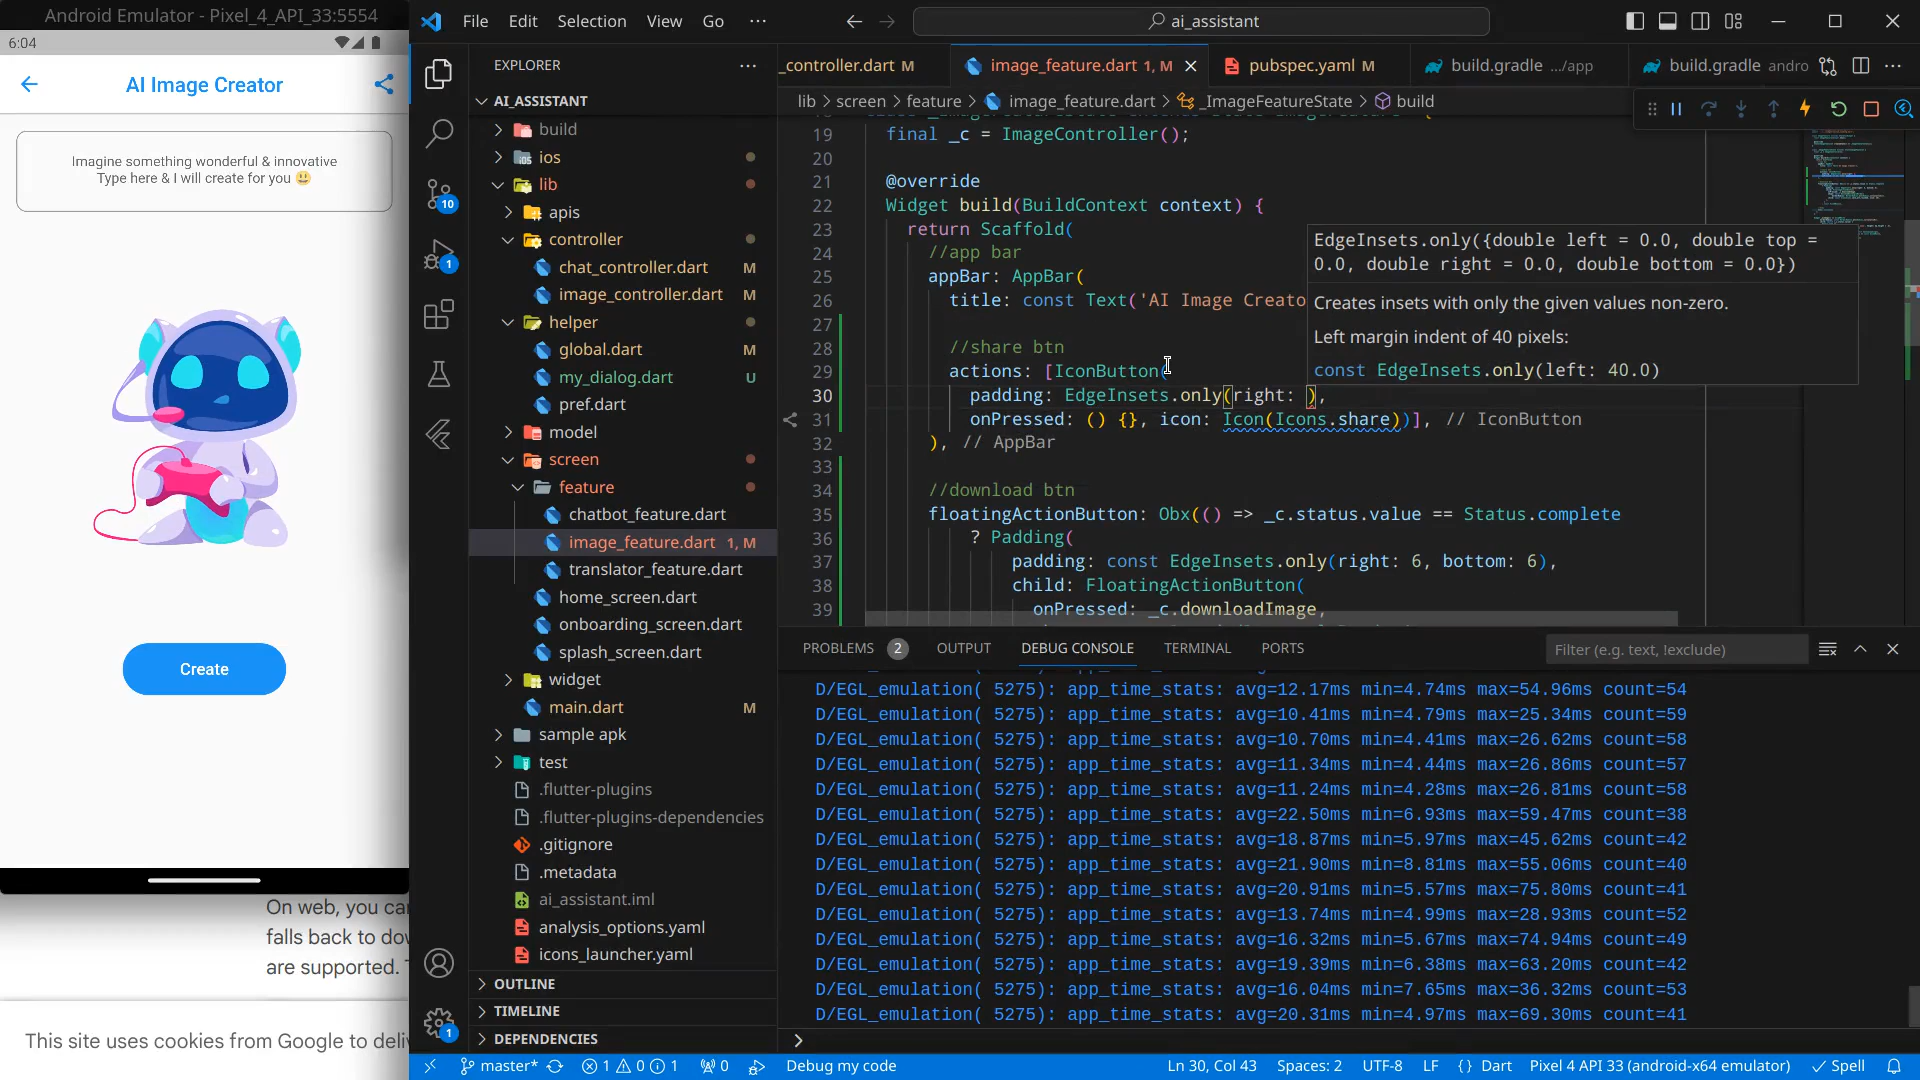 Android Emulator - Pixel_4_API_33:5554
6:04
AI Image Creator
Imagine something wonderful & innovative
Type here & I will create for you 😃
Create
On web, you can
falls back to dow
are supported.
This site uses cookies from Google to deli
File Edit Selection View Go ···
ai_assistant
EXPLORER
AI_ASSISTANT
build
ios
lib
apis
controller
chat_controller.dart M
image_controller.dart M
helper
global.dart M
my_dialog.dart U
pref.dart
model
screen
feature
chatbot_feature.dart
image_feature.dart 1, M
translator_feature.dart
home_screen.dart
onboarding_screen.dart
splash_screen.dart
widget
main.dart M
sample apk
test
.flutter-plugins
.flutter-plugins-dependencies
.gitignore
.metadata
ai_assistant.iml
analysis_options.yaml
icons_launcher.yaml
OUTLINE
TIMELINE
DEPENDENCIES
10
1
1
_controller.dart M
image_feature.dart 1, M
pubspec.yaml M
build.gradle .../app
build.gradle andro
lib > screen > feature > image_feature.dart > _ImageFeatureState > build
19 final _c = ImageController();
20
21 @override
22 Widget build(BuildContext context) {
23 return Scaffold(
24 //app bar
25 appBar: AppBar(
26 title: const Text('AI Image Creato
27
28 //share btn
29 actions: [IconButton(
30 padding: EdgeInsets.only(right: ),
31 onPressed: () {}, icon: Icon(Icons.share))], // IconButton
32 ), // AppBar
33
34 //download btn
35 floatingActionButton: Obx(() => _c.status.value == Status.complete
36 ? Padding(
37 padding: const EdgeInsets.only(right: 6, bottom: 6),
38 child: FloatingActionButton(
39 onPressed: _c.downloadImage,
EdgeInsets.only({double left = 0.0, double top =
0.0, double right = 0.0, double bottom = 0.0})
Creates insets with only the given values non-zero.
Left margin indent of 40 pixels:
const EdgeInsets.only(left: 40.0)
PROBLEMS 2 OUTPUT DEBUG CONSOLE TERMINAL PORTS
Filter (e.g. text, !exclude)
D/EGL_emulation( 5275): app_time_stats: avg=12.17ms min=4.74ms max=54.96ms count=54
D/EGL_emulation( 5275): app_time_stats: avg=10.41ms min=4.79ms max=25.34ms count=59
D/EGL_emulation( 5275): app_time_stats: avg=10.70ms min=4.41ms max=26.62ms count=58
D/EGL_emulation( 5275): app_time_stats: avg=11.34ms min=4.44ms max=26.86ms count=57
D/EGL_emulation( 5275): app_time_stats: avg=11.24ms min=4.28ms max=26.81ms count=58
D/EGL_emulation( 5275): app_time_stats: avg=22.50ms min=6.93ms max=59.47ms count=38
D/EGL_emulation( 5275): app_time_stats: avg=18.87ms min=5.97ms max=45.62ms count=42
D/EGL_emulation( 5275): app_time_stats: avg=21.90ms min=8.81ms max=55.06ms count=40
D/EGL_emulation( 5275): app_time_stats: avg=20.91ms min=5.57ms max=75.80ms count=41
D/EGL_emulation( 5275): app_time_stats: avg=13.74ms min=4.99ms max=28.93ms count=52
D/EGL_emulation( 5275): app_time_stats: avg=16.32ms min=5.67ms max=74.94ms count=49
D/EGL_emulation( 5275): app_time_stats: avg=19.39ms min=6.38ms max=63.20ms count=42
D/EGL_emulation( 5275): app_time_stats: avg=16.04ms min=7.65ms max=36.32ms count=53
D/EGL_emulation( 5275): app_time_stats: avg=20.31ms min=4.97ms max=69.30ms count=41
master* 1 0 1 0 Debug my code Ln 30, Col 43 Spaces: 2 UTF-8 LF {} Dart Pixel 4 API 33 (android-x64 emulator) Spell